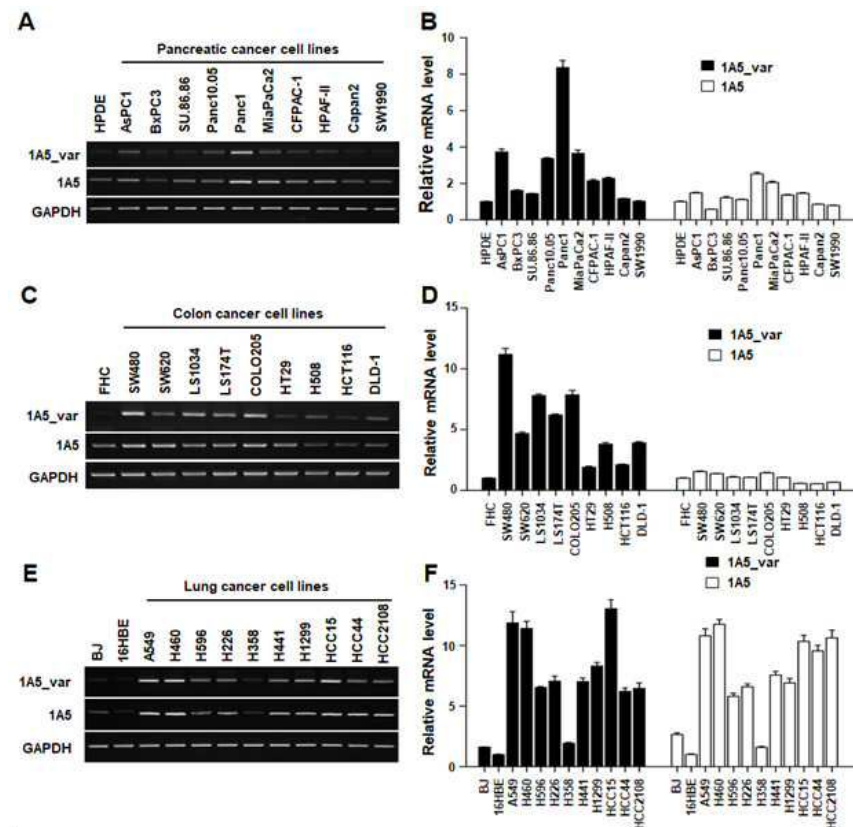 A
Pancreatic cancer cell lines
HPDE
AsPC1
BxPC3
SU.86.86
Panc10.05
Panc1
MiaPaCa2
CFPAC-1
HPAF-II
Capan2
SW1990
1A5_var
1A5
GAPDH
B
Relative mRNA level
10
8
6
4
2
0
1A5_var
1A5
HPDE
AsPC1
BxPC3
SU.86.86
Panc10.05
Panc1
MiaPaCa2
CFPAC-1
HPAF-II
Capan2
SW1990
HPDE
AsPC1
BxPC3
SU.86.86
Panc10.05
Panc1
MiaPaCa2
CFPAC-1
HPAF-II
Capan2
SW1990
C
Colon cancer cell lines
FHC
SW480
SW620
LS1034
LS174T
COLO205
HT29
H508
HCT116
DLD-1
1A5_var
1A5
GAPDH
D
Relative mRNA level
15
10
5
0
1A5_var
1A5
FHC
SW480
SW620
LS1034
LS174T
COLO205
HT29
H508
HCT116
DLD-1
FHC
SW480
SW620
LS1034
LS174T
COLO205
HT29
H508
HCT116
DLD-1
E
Lung cancer cell lines
BJ
16HBE
A549
H460
H596
H226
H358
H441
H1299
HCC15
HCC44
HCC2108
1A5_var
1A5
GAPDH
F
Relative mRNA level
15
10
5
0
1A5_var
1A5
BJ
16HBE
A549
H460
H596
H226
H358
H441
H1299
HCC15
HCC44
HCC2108
BJ
16HBE
A549
H460
H596
H226
H358
H441
H1299
HCC15
HCC44
HCC2108